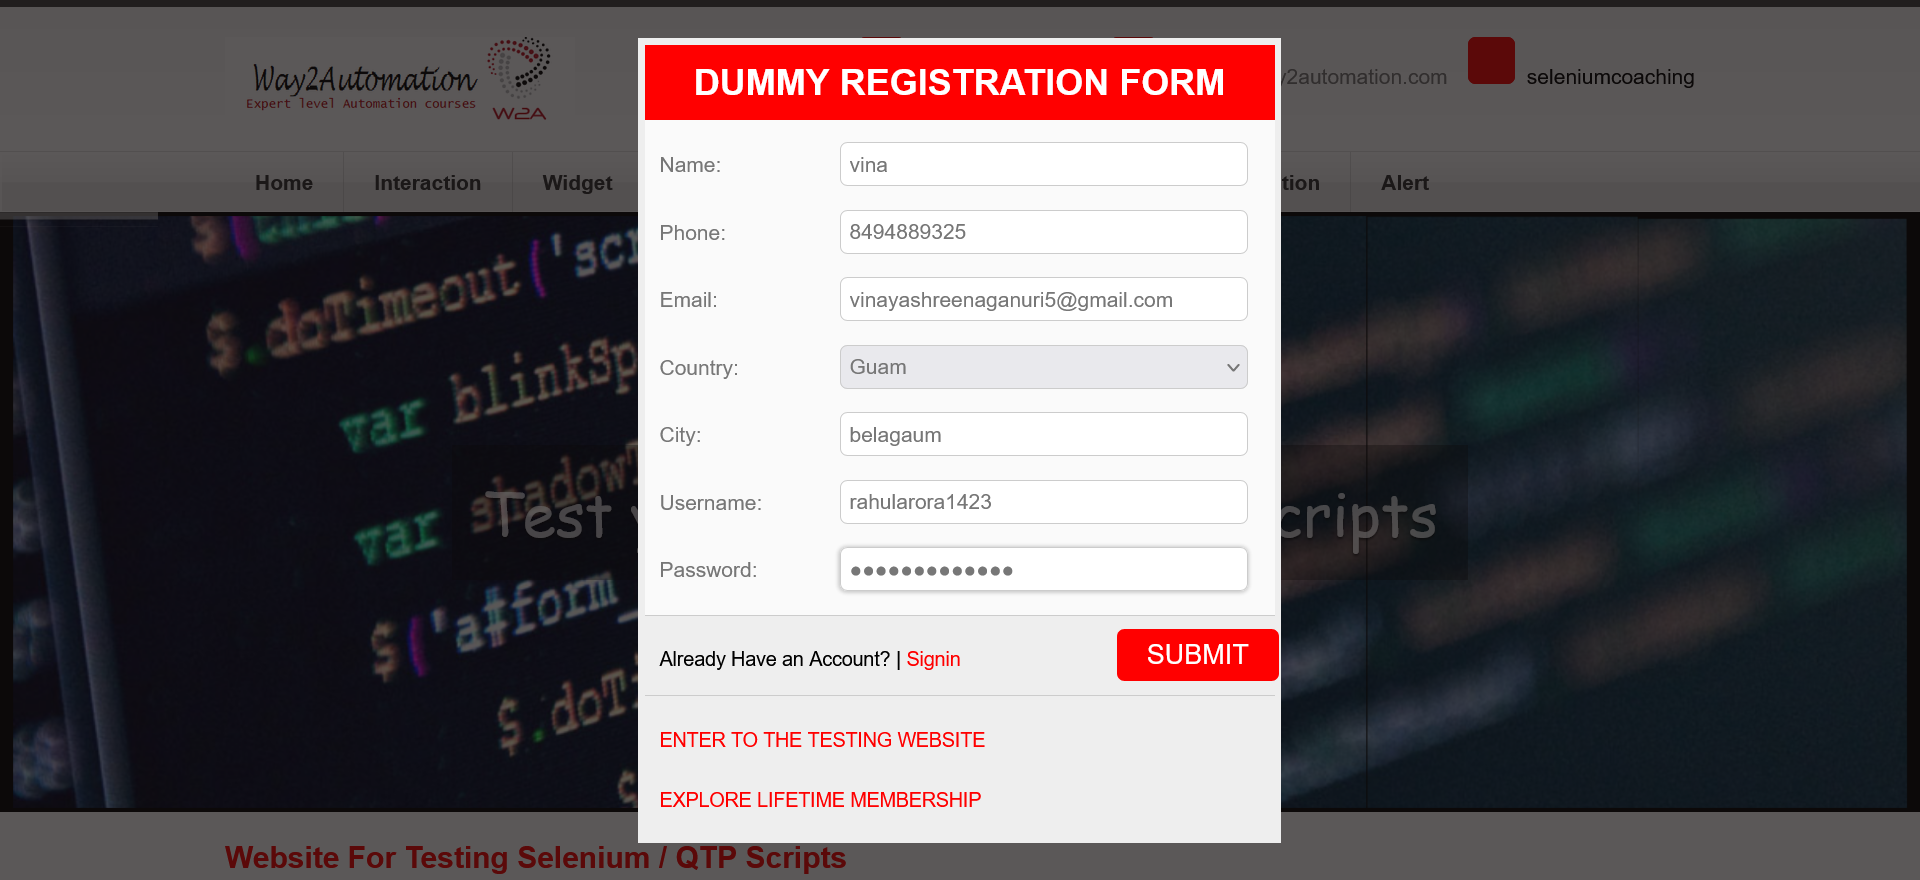 Way2Automation
Expert level Automation courses
W2A
y2automation.com
seleniumcoaching
Home
Interaction
Widget
tion
Alert
DUMMY REGISTRATION FORM
Name:
vina
Phone:
8494889325
Email:
vinayashreenaganuri5@gmail.com
Country:
Guam
City:
belagaum
Username:
rahularora1423
Password:
●●●●●●●●●●●●●
Already Have an Account? | Signin
SUBMIT
ENTER TO THE TESTING WEBSITE
EXPLORE LIFETIME MEMBERSHIP
$.doTimeout('scr
var blinkSp
var shadow
$('a#form_
$.doTi
Test
cripts
Website For Testing Selenium / QTP Scripts